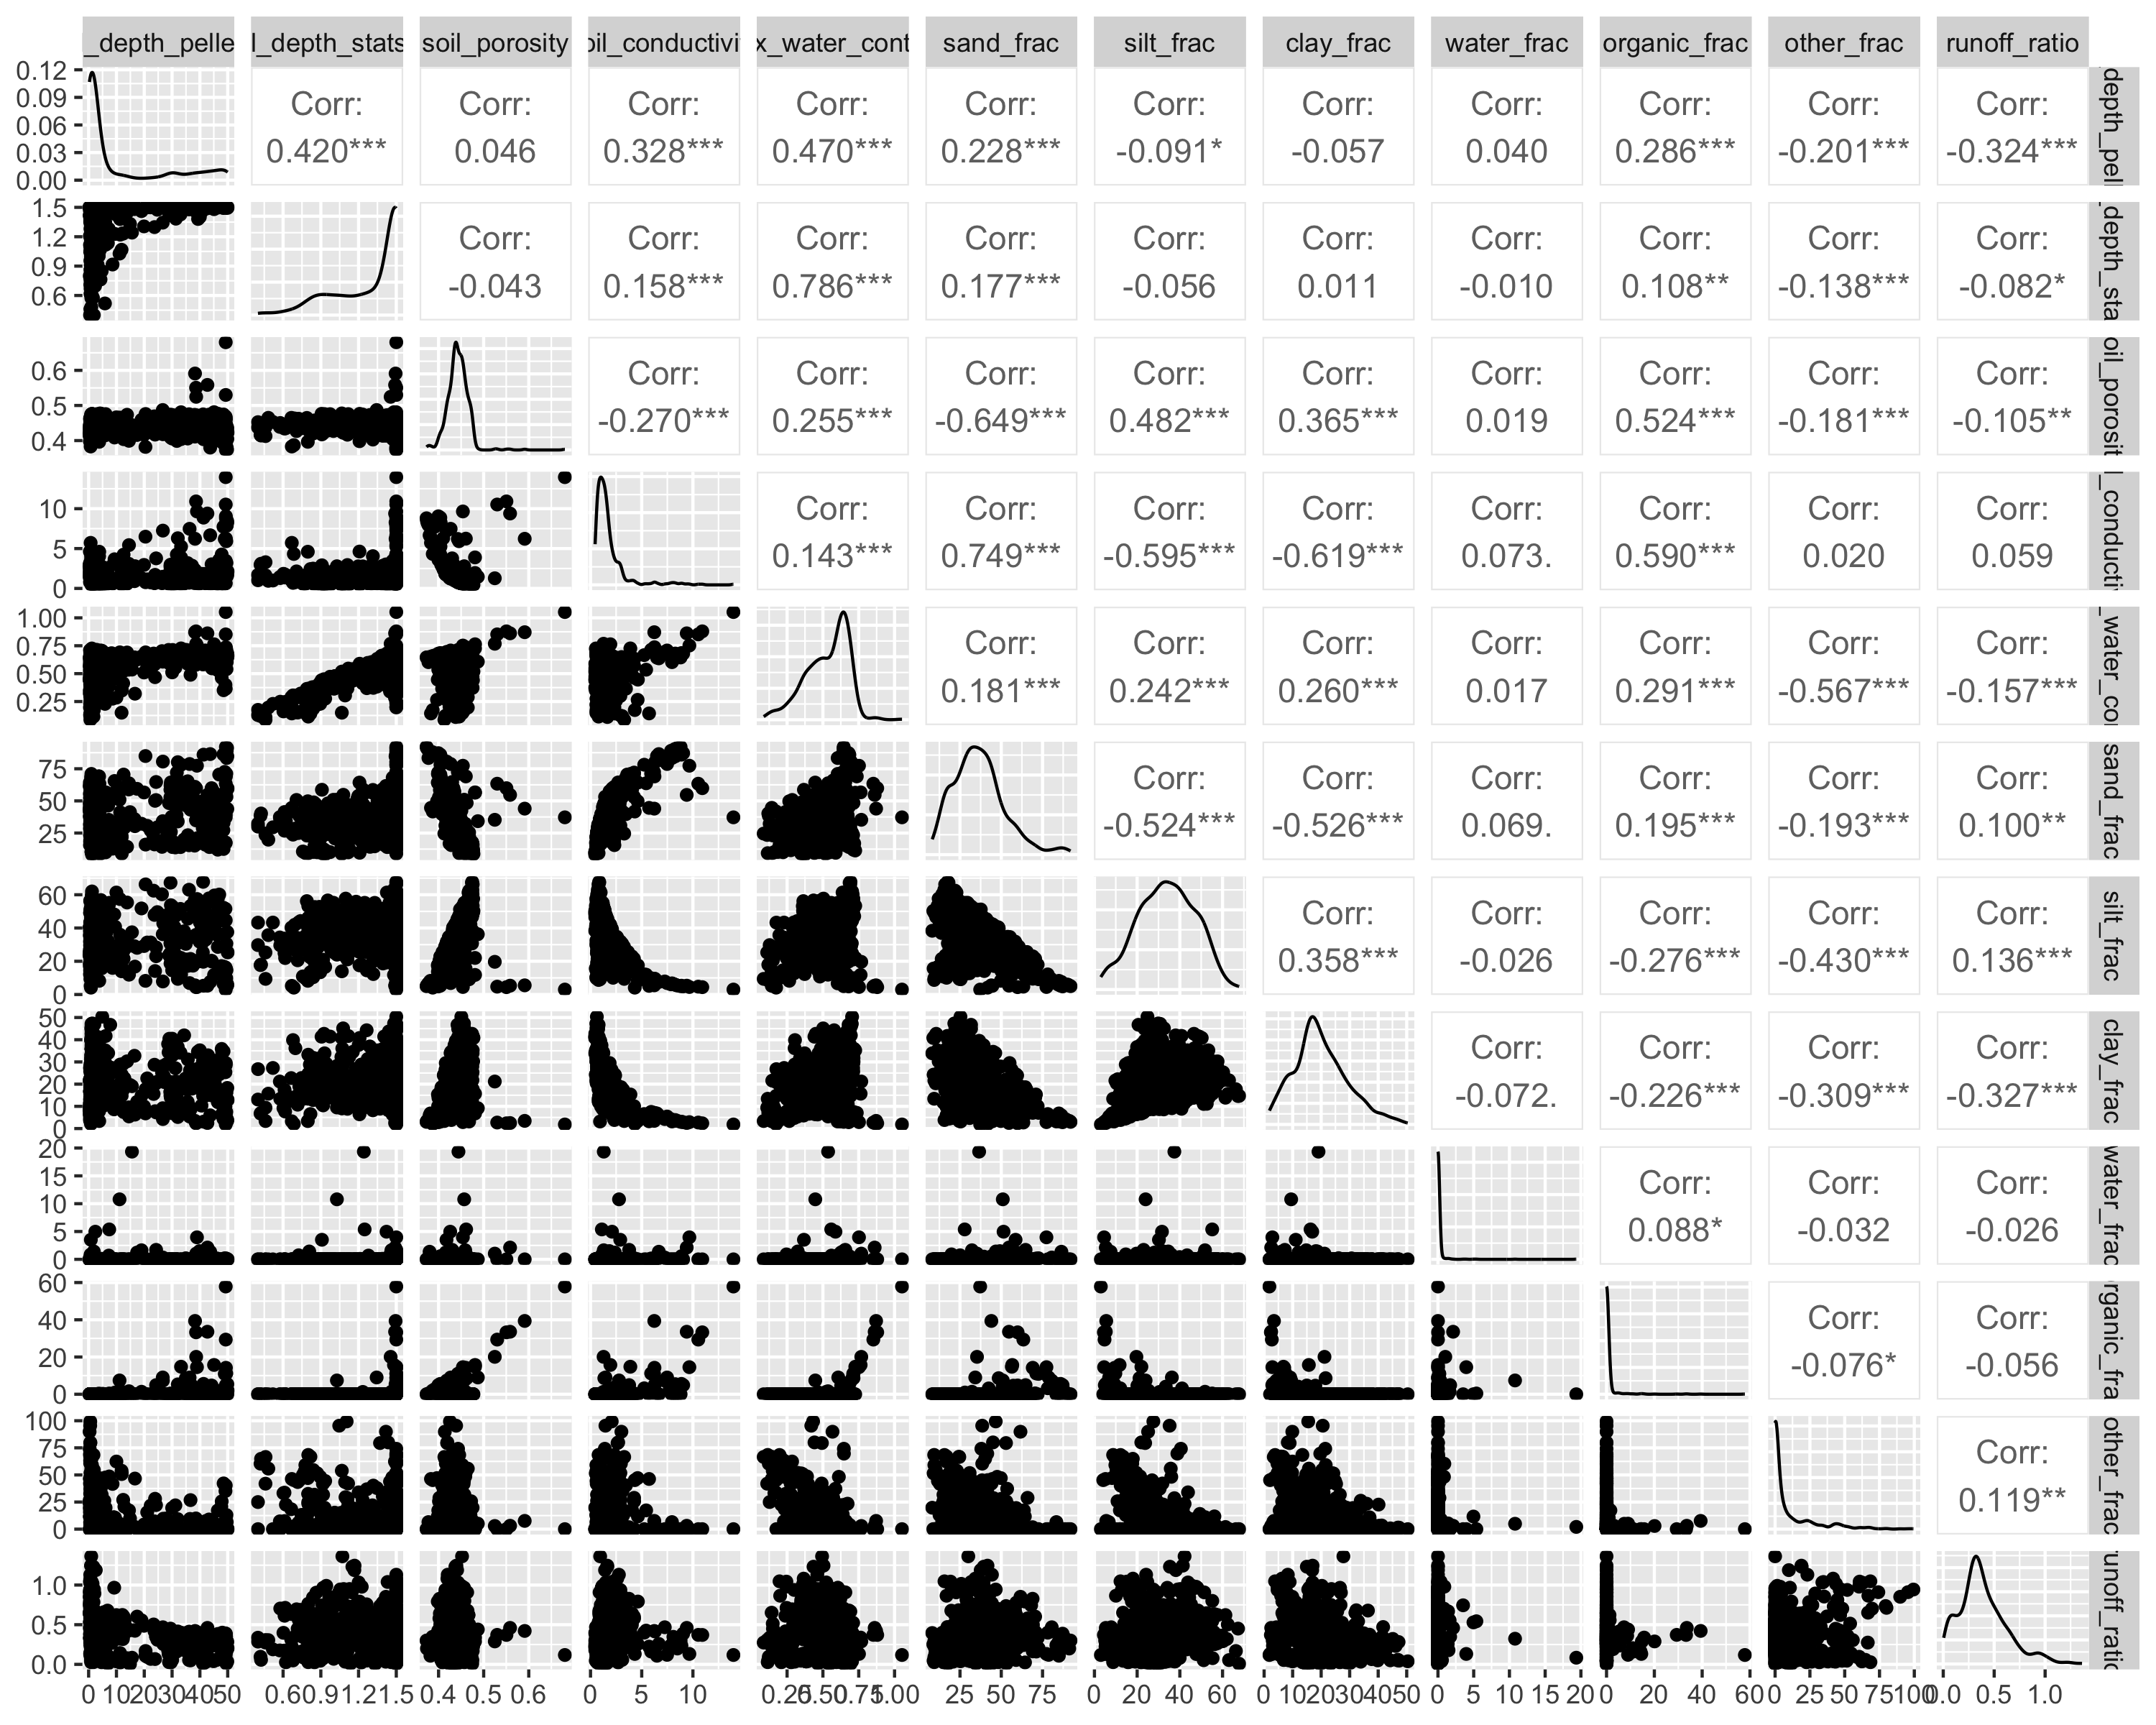 _depth_pelle l_depth_stats soil_porosity oil_conductivi x_water_cont sand_frac silt_frac clay_frac water_frac organic_frac other_frac runoff_ratio
0.12
0.09
0.06
0.03
0.00
Corr: Corr: Corr: Corr: Corr: Corr: Corr: Corr: Corr: Corr: Corr:
0.420*** 0.046 0.328*** 0.470*** 0.228*** -0.091* -0.057 0.040 0.286*** -0.201*** -0.324***
depth_pel
1.5
1.2
0.9
0.6
Corr: Corr: Corr: Corr: Corr: Corr: Corr: Corr: Corr: Corr:
-0.043 0.158*** 0.786*** 0.177*** -0.056 0.011 -0.010 0.108** -0.138*** -0.082*
_depth_sta
0.6
0.5
0.4
Corr: Corr: Corr: Corr: Corr: Corr: Corr: Corr: Corr:
-0.270*** 0.255*** -0.649*** 0.482*** 0.365*** 0.019 0.524*** -0.181*** -0.105**
oil_porosit
10
5
0
Corr: Corr: Corr: Corr: Corr: Corr: Corr: Corr:
0.143*** 0.749*** -0.595*** -0.619*** 0.073. 0.590*** 0.020 0.059
l_conductiv
1.00
0.75
0.50
0.25
Corr: Corr: Corr: Corr: Corr: Corr: Corr:
0.181*** 0.242*** 0.260*** 0.017 0.291*** -0.567*** -0.157***
_water_co
75
50
25
Corr: Corr: Corr: Corr: Corr: Corr:
-0.524*** -0.526*** 0.069. 0.195*** -0.193*** 0.100**
sand_frac
60
40
20
0
Corr: Corr: Corr: Corr: Corr:
0.358*** -0.026 -0.276*** -0.430*** 0.136***
silt_frac
50
40
30
20
10
0
Corr: Corr: Corr: Corr:
-0.072. -0.226*** -0.309*** -0.327***
clay_frac
20
15
10
5
0
Corr: Corr: Corr:
0.088* -0.032 -0.026
water_frac
60
40
20
0
Corr: Corr:
-0.076* -0.056
rganic_fra
100
75
50
25
0
Corr:
0.119**
other_frac
1.0
0.5
0.0
unoff_ratio
0 10 20 30 40 50 0.6 0.9 1.2 1.5 0.4 0.5 0.6 0 5 10 0.25 0.50 0.75 1.00 25 50 75 0 20 40 60 0 10 20 30 40 50 0 5 10 15 20 0 20 40 60 0 25 50 75 100 0.0 0.5 1.0